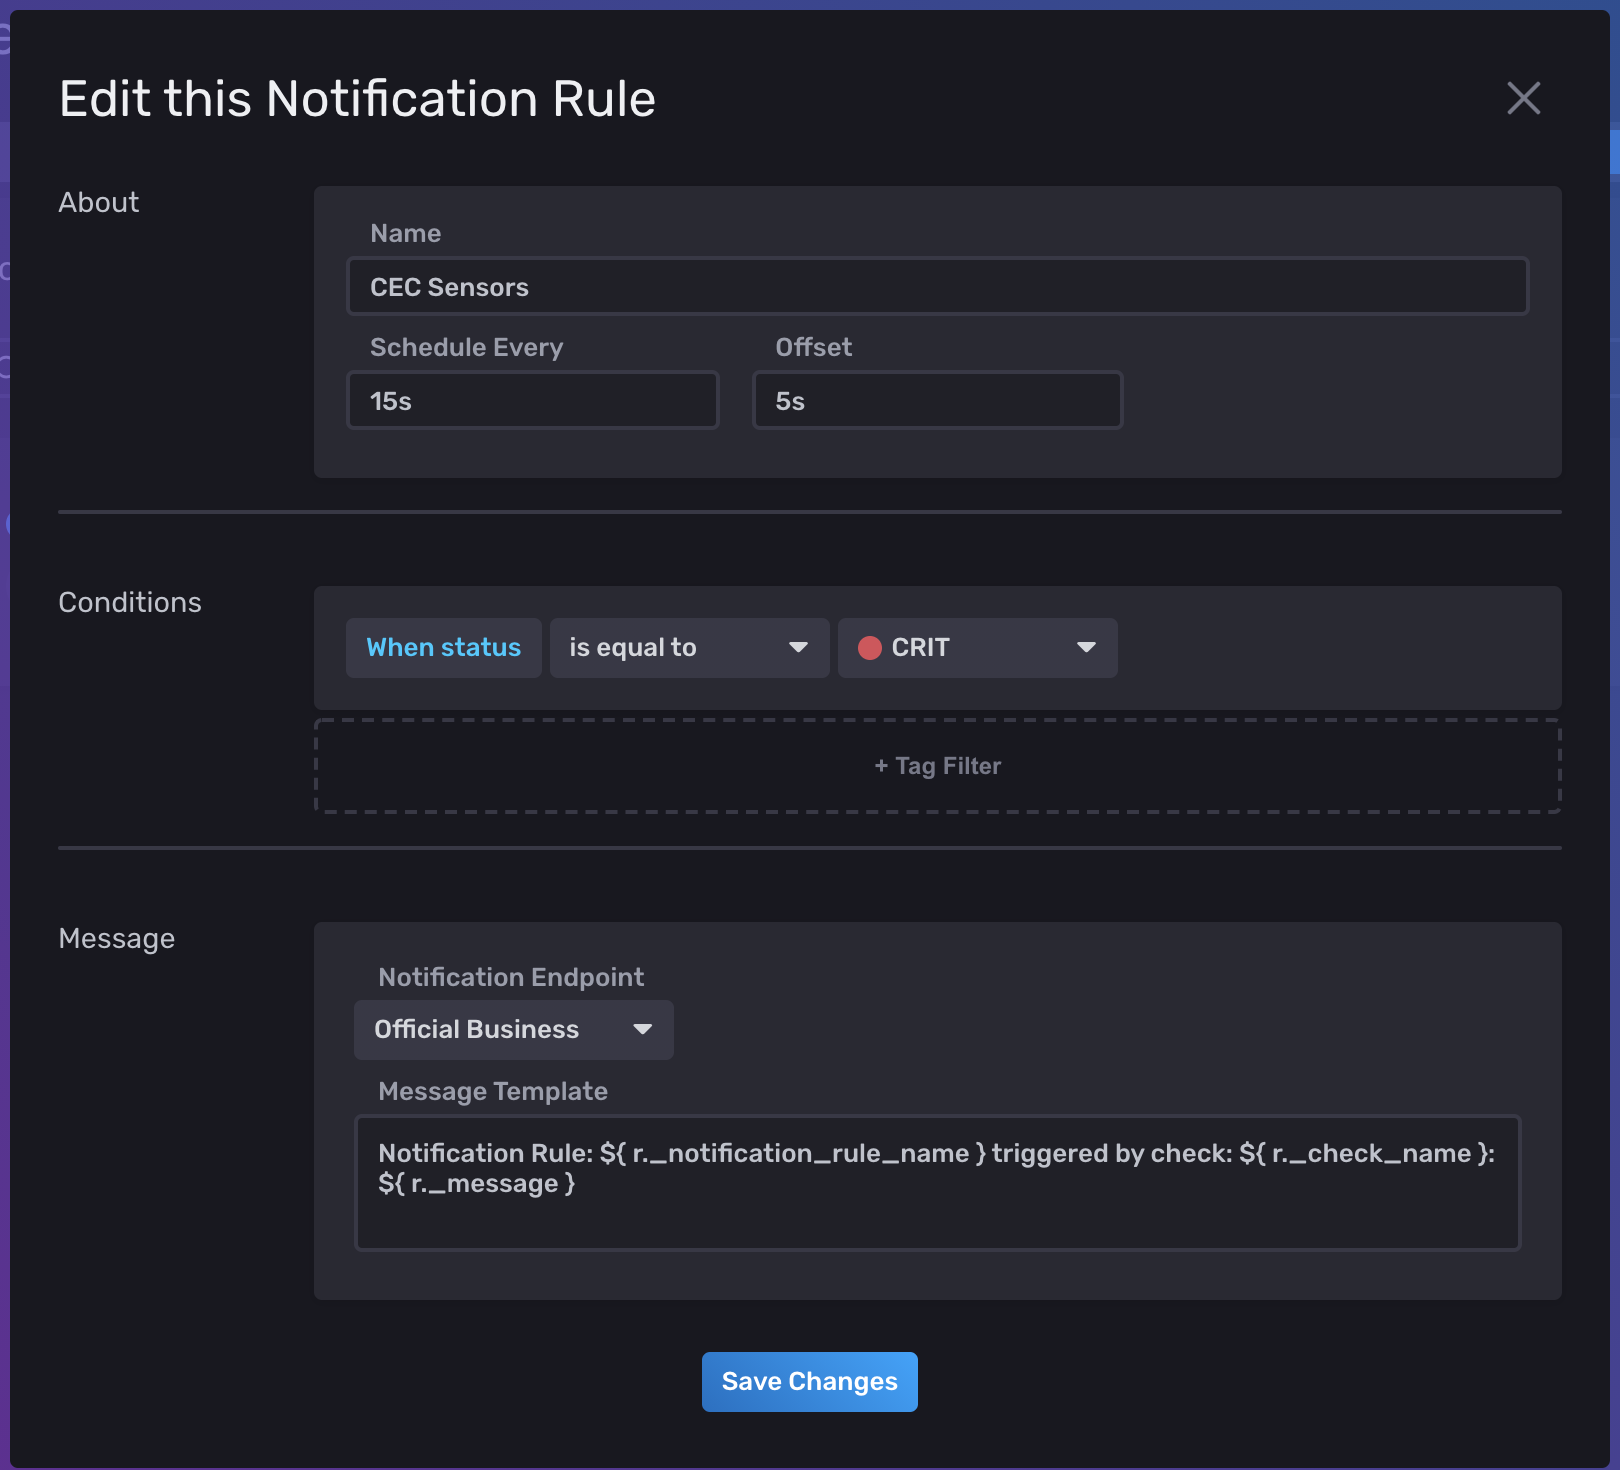 Edit this Notification Rule
About
Name
CEC Sensors
Schedule Every
Offset
15s
5s
Conditions
When status
is equal to
CRIT
+ Tag Filter
Message
Notification Endpoint
Official Business
Message Template
Notification Rule: ${ r._notification_rule_name } triggered by check: ${ r._check_name }:
${ r._message }
Save Changes